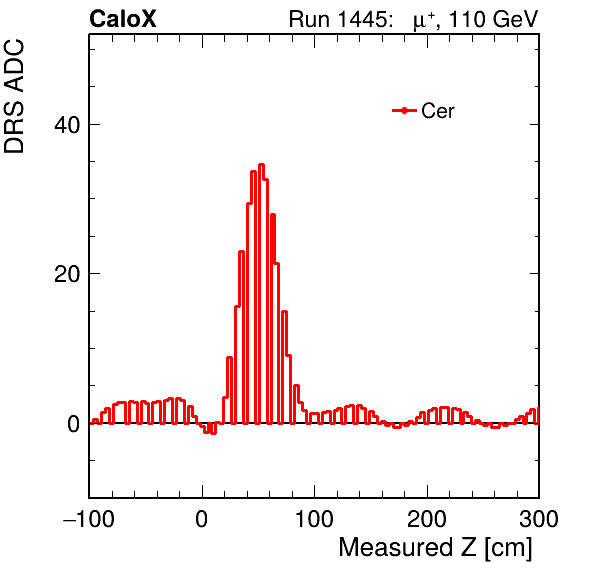 CaloX Run 1445: μ⁺, 110 GeV
DRS ADC
Cer
40
20
0
−100 0 100 200 300
Measured Z [cm]